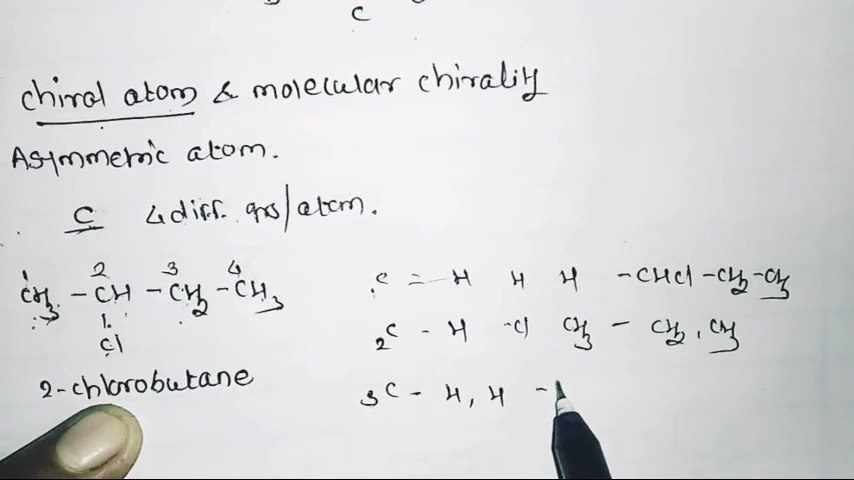 C
Chiral atom & molecular chirality
Asymmetric atom.
C 4 diff. grs/atom.
1 2 3 4
CH3 - CH - CH2 - CH3
Cl
2-chlorobutane
1C = H H H -CHCl-CH2-CH3
2C - H -Cl CH3 - CH2, CH3
3C - H, H -